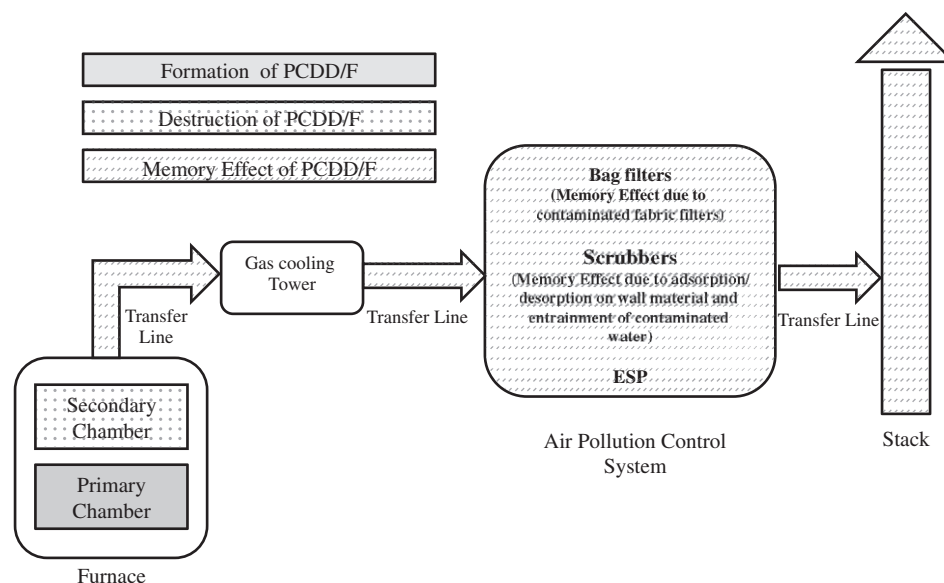 Formation of PCDD/F
Destruction of PCDD/F
Memory Effect of PCDD/F
Bag filters
(Memory Effect due to
contaminated fabric filters)
Scrubbers
(Memory Effect due to adsorption/
desorption on wall material and
entrainment of contaminated
water)
ESP
Gas cooling
Tower
Transfer
Line
Transfer Line
Transfer Line
Secondary
Chamber
Primary
Chamber
Furnace
Air Pollution Control
System
Stack